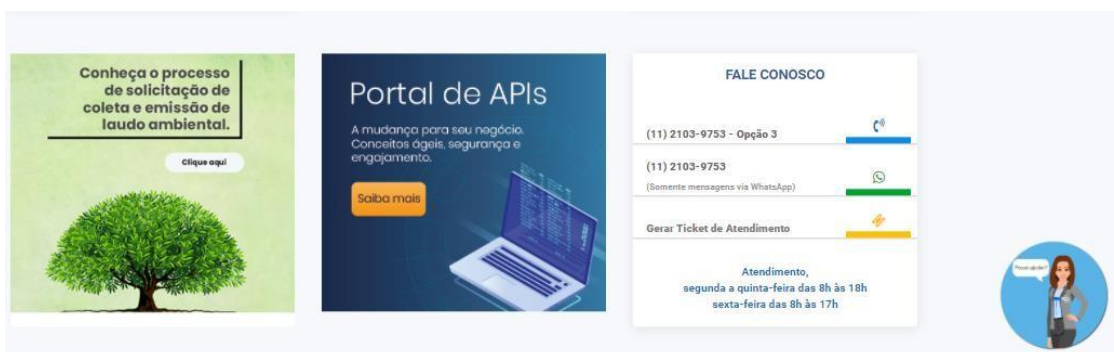 Conheça o processo
de solicitação de
coleta e emissão de
laudo ambiental.
Clique aqui
Portal de APIs
A mudança para seu negócio.
Conceitos ágeis, segurança e
engajamento.
Saiba mais
FALE CONOSCO
(11) 2103-9753 - Opção 3
(11) 2103-9753
(Somente mensagens via WhatsApp)
Gerar Ticket de Atendimento
Atendimento,
segunda a quinta-feira das 8h às 18h
sexta-feira das 8h às 17h
Posso ajudar?